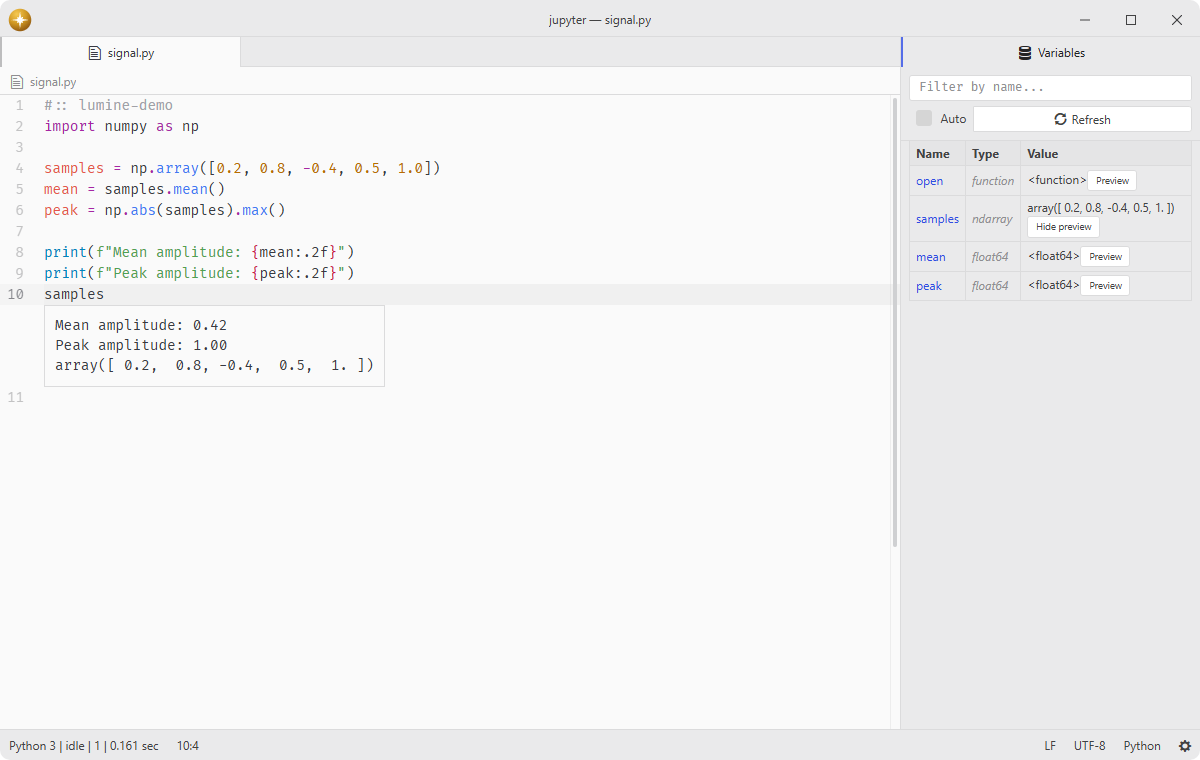 jupyter — signal.py
signal.py
signal.py
1 #:: lumine-demo
2 import numpy as np
3
4 samples = np.array([0.2, 0.8, -0.4, 0.5, 1.0])
5 mean = samples.mean()
6 peak = np.abs(samples).max()
7
8 print(f"Mean amplitude: {mean:.2f}")
9 print(f"Peak amplitude: {peak:.2f}")
10 samples
Mean amplitude: 0.42
Peak amplitude: 1.00
array([ 0.2,  0.8, -0.4,  0.5,  1. ])
11
Variables
Filter by name...
Auto Refresh
Name Type Value
open function <function> Preview
samples ndarray array([ 0.2, 0.8, -0.4, 0.5, 1. ])
Hide preview
mean float64 <float64> Preview
peak float64 <float64> Preview
Python 3 | idle | 1 | 0.161 sec 10:4 LF UTF-8 Python